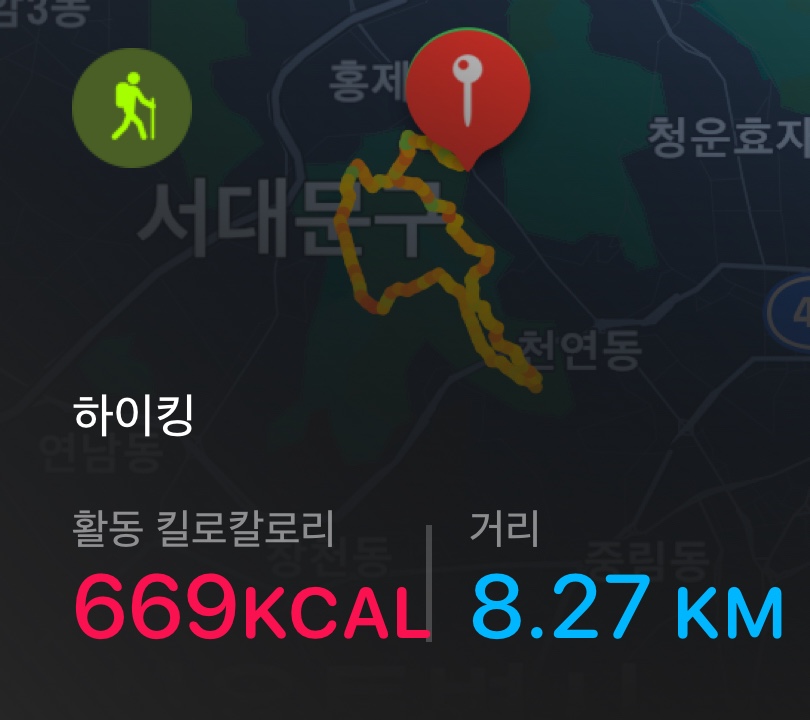 남3동
홍제
청운효자
서대문구
4
천연동
하이킹
연남동
활동 킬로칼로리
거리
창천동
중림동
669KCAL
8.27 KM